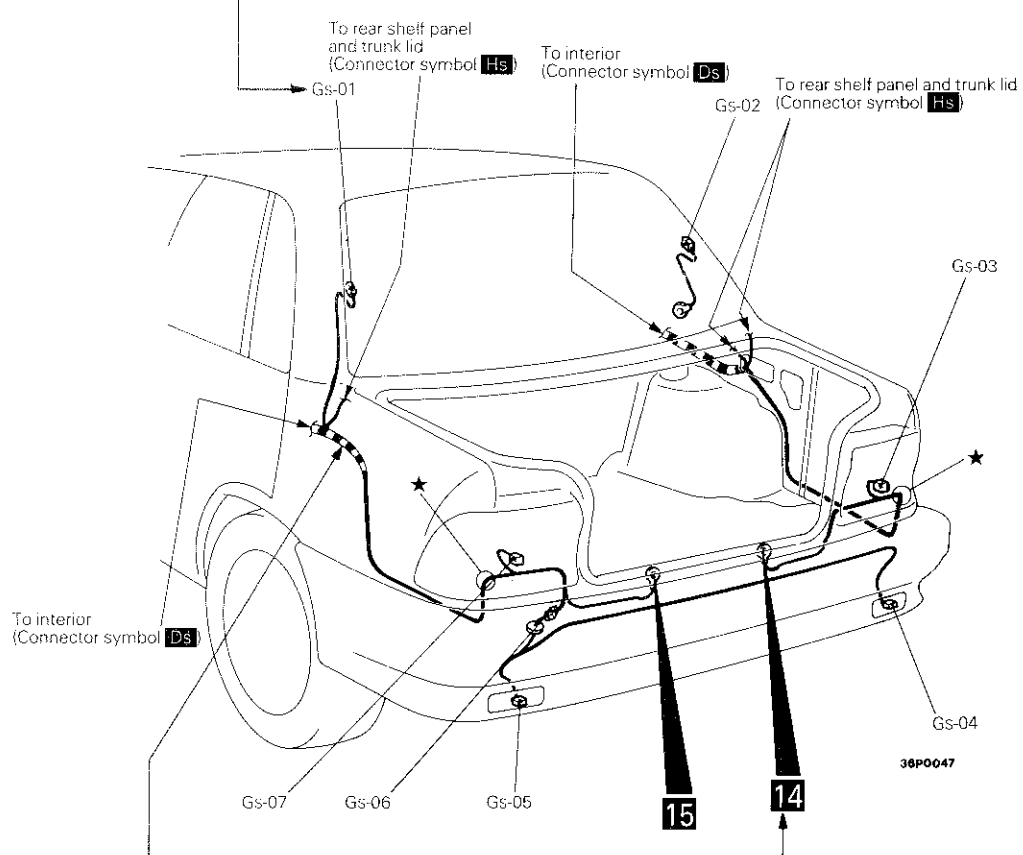 To rear shelf panel
and trunk lid
(Connector symbol Hs)
To interior
(Connector symbol Ds)
To rear shelf panel and trunk lid
(Connector symbol Hs)
Gs-01
Gs-02
Gs-03
★
★
To interior
(Connector symbol Ds)
Gs-04
36P0047
Gs-07
Gs-06
Gs-05
15
14